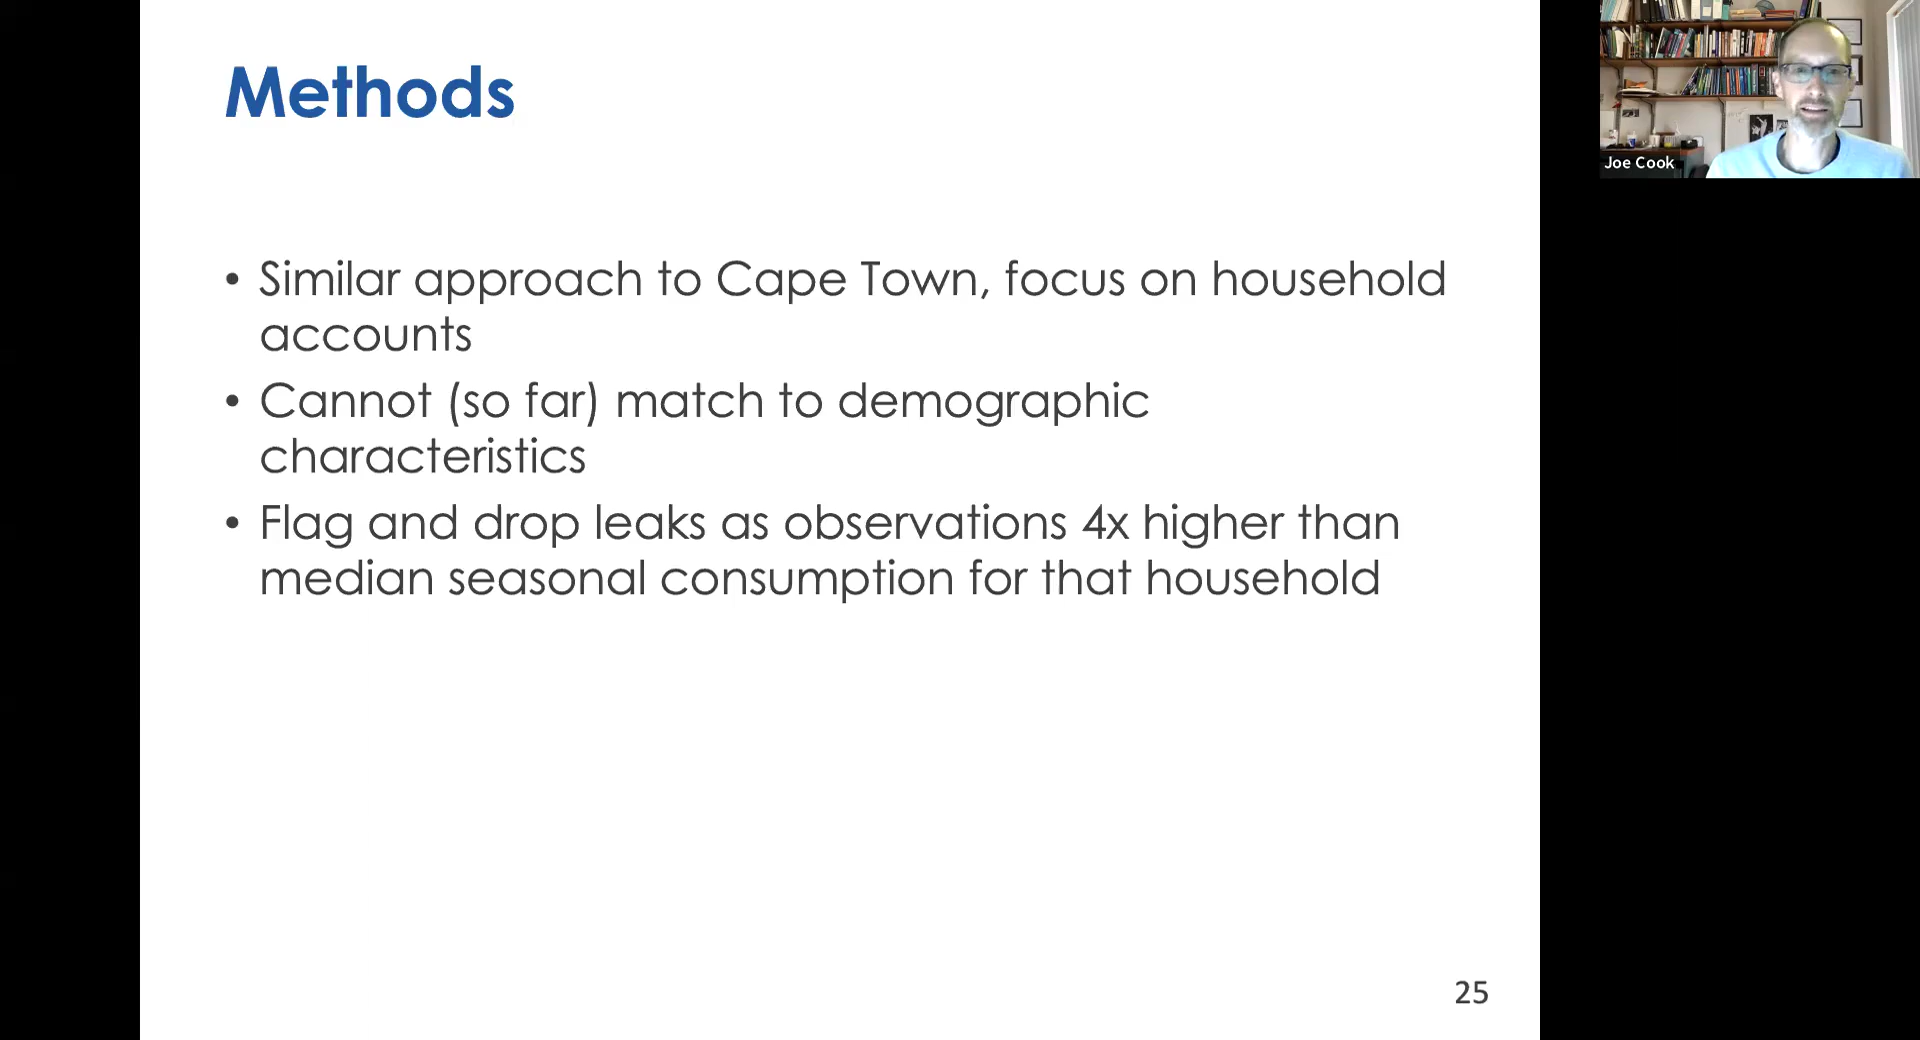 Methods
• Similar approach to Cape Town, focus on household
accounts
• Cannot (so far) match to demographic
characteristics
• Flag and drop leaks as observations 4x higher than
median seasonal consumption for that household
25
Joe Cook